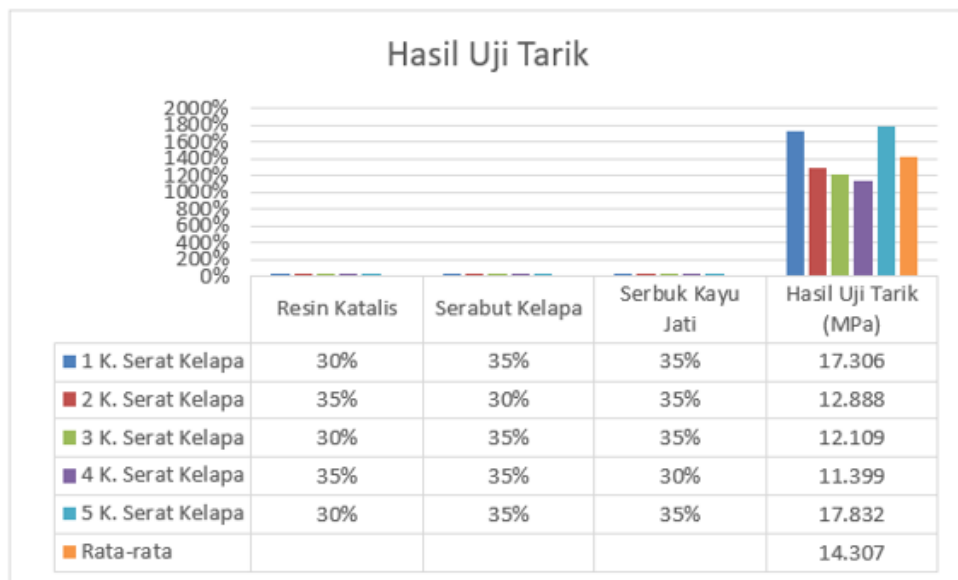 Hasil Uji Tarik
2000%
1800%
1600%
1400%
1200%
1000%
800%
600%
400%
200%
0%
Resin Katalis Serabut Kelapa Serbuk Kayu Jati Hasil Uji Tarik (MPa)
1 K. Serat Kelapa 30% 35% 35% 17.306
2 K. Serat Kelapa 35% 30% 35% 12.888
3 K. Serat Kelapa 30% 35% 35% 12.109
4 K. Serat Kelapa 35% 35% 30% 11.399
5 K. Serat Kelapa 30% 35% 35% 17.832
Rata-rata 14.307